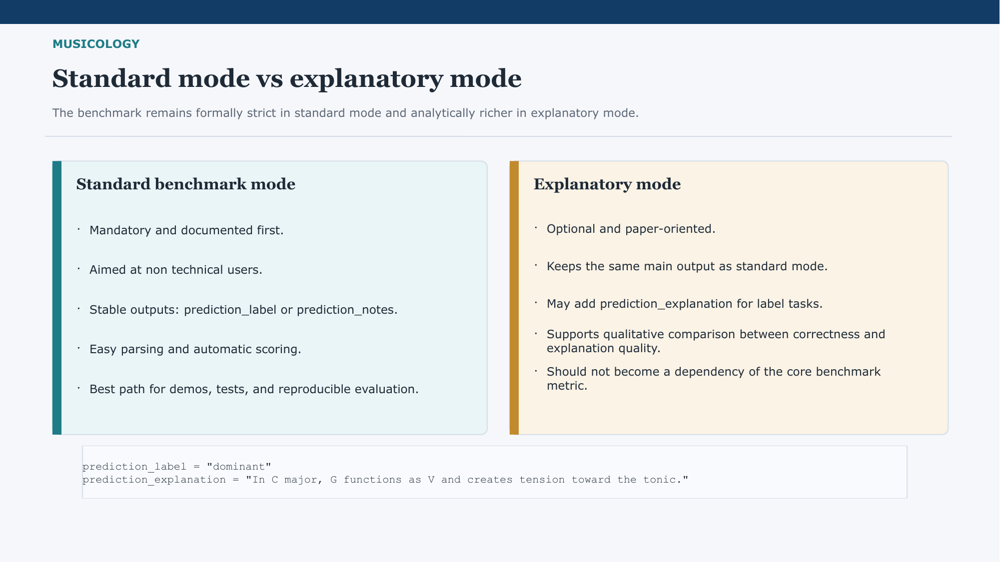 MUSICOLOGY
Standard mode vs explanatory mode
The benchmark remains formally strict in standard mode and analytically richer in explanatory mode.
Standard benchmark mode
· Mandatory and documented first.
· Aimed at non technical users.
· Stable outputs: prediction_label or prediction_notes.
· Easy parsing and automatic scoring.
· Best path for demos, tests, and reproducible evaluation.
Explanatory mode
· Optional and paper-oriented.
· Keeps the same main output as standard mode.
· May add prediction_explanation for label tasks.
· Supports qualitative comparison between correctness and
explanation quality.
· Should not become a dependency of the core benchmark
metric.
prediction_label = "dominant"
prediction_explanation = "In C major, G functions as V and creates tension toward the tonic."